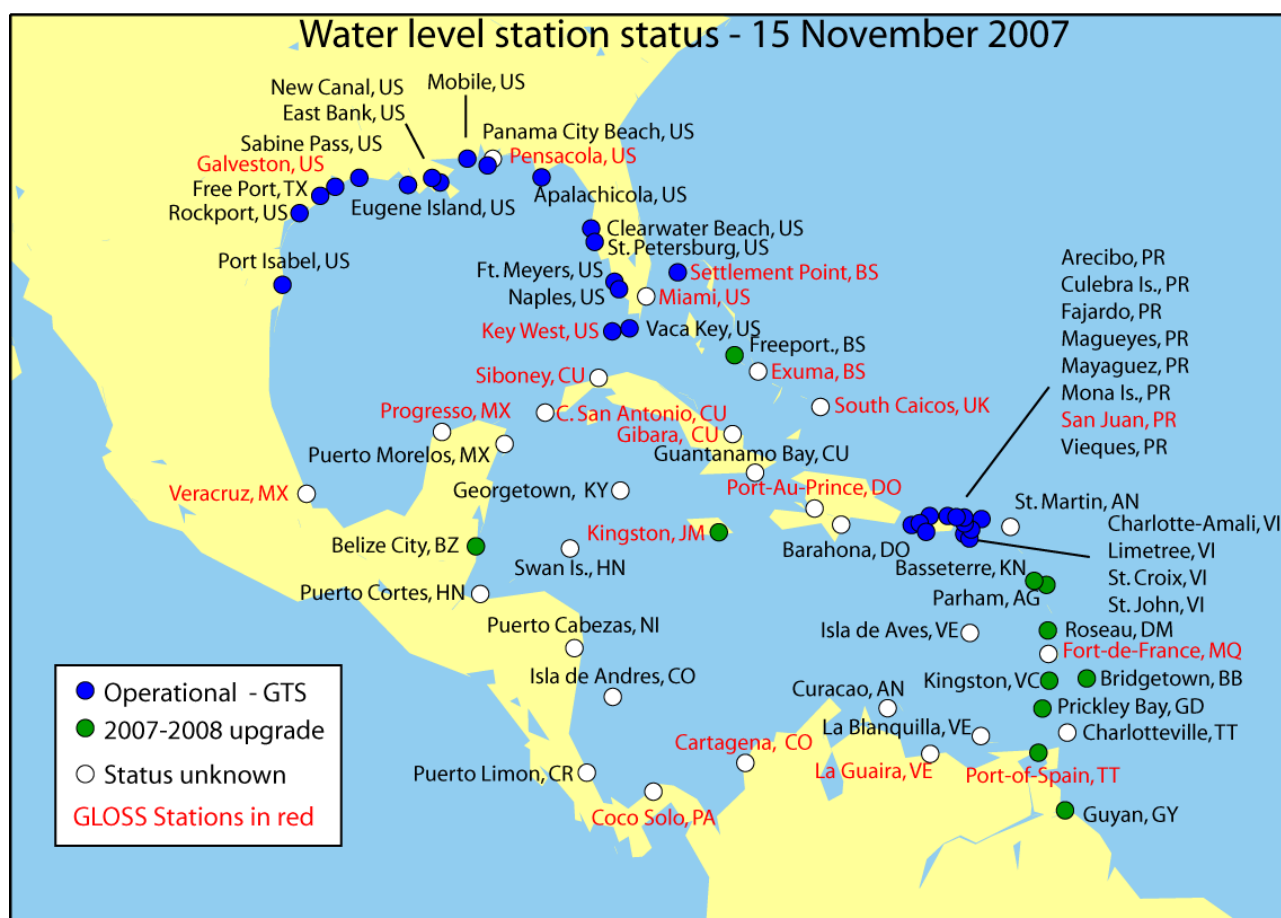 Water level station status - 15 November 2007
New Canal, US
East Bank, US
Mobile, US
Sabine Pass, US
Panama City Beach, US
Galveston, US
Pensacola, US
Free Port, TX
Rockport, US
Eugene Island, US
Apalachicola, US
Clearwater Beach, US
St. Petersburg, US
Port Isabel, US
Ft. Meyers, US
Naples, US
Settlement Point, BS
Miami, US
Key West, US
Vaca Key, US
Freeport., BS
Exuma, BS
Siboney, CU
South Caicos, UK
Progresso, MX
C. San Antonio, CU
Gibara, CU
Puerto Morelos, MX
Guantanamo Bay, CU
Veracruz, MX
Georgetown, KY
Port-Au-Prince, DO
Kingston, JM
Belize City, BZ
Swan Is., HN
Barahona, DO
Puerto Cortes, HN
Arecibo, PR
Culebra Is., PR
Fajardo, PR
Magueyes, PR
Mayaguez, PR
Mona Is., PR
San Juan, PR
Vieques, PR
St. Martin, AN
Charlotte-Amali, VI
Limetree, VI
St. Croix, VI
St. John, VI
Basseterre, KN
Parham, AG
Puerto Cabezas, NI
Isla de Aves, VE
Roseau, DM
Fort-de-France, MQ
Isla de Andres, CO
Curacao, AN
Kingston, VC
Bridgetown, BB
Prickley Bay, GD
La Blanquilla, VE
Charlotteville, TT
Cartagena, CO
Puerto Limon, CR
La Guaira, VE
Port-of-Spain, TT
Coco Solo, PA
Guyan, GY
Operational - GTS
2007-2008 upgrade
Status unknown
GLOSS Stations in red